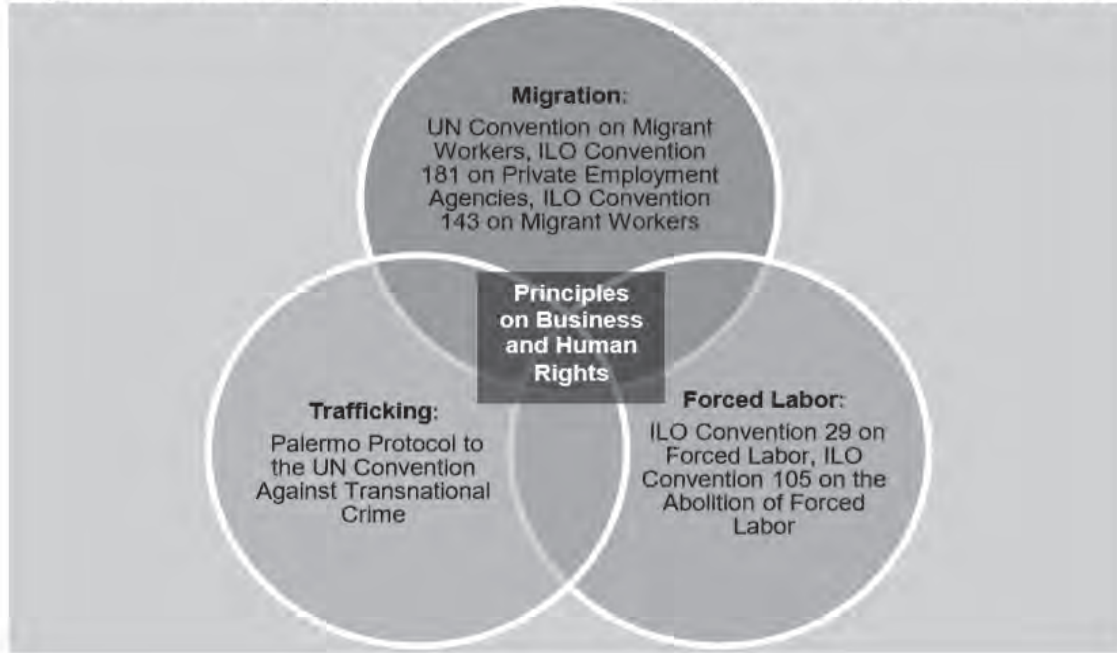 Migration:
UN Convention on Migrant
Workers, ILO Convention
181 on Private Employment
Agencies, ILO Convention
143 on Migrant Workers
Principles
on Business
and Human
Rights
Trafficking:
Palermo Protocol to
the UN Convention
Against Transnational
Crime
Forced Labor:
ILO Convention 29 on
Forced Labor, ILO
Convention 105 on the
Abolition of Forced
Labor